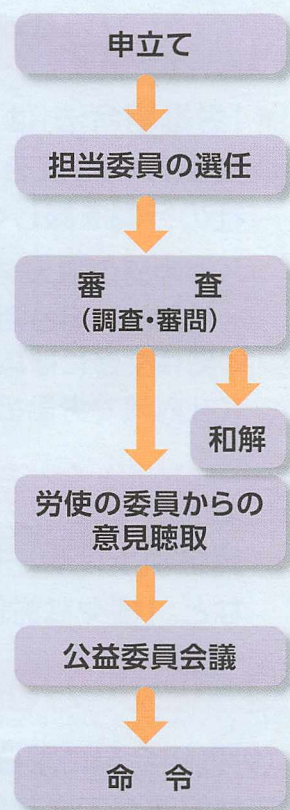 申立て
担当委員の選任
審査
（調査・審問）
和解
労使の委員からの
意見聴取
公益委員会議
命令